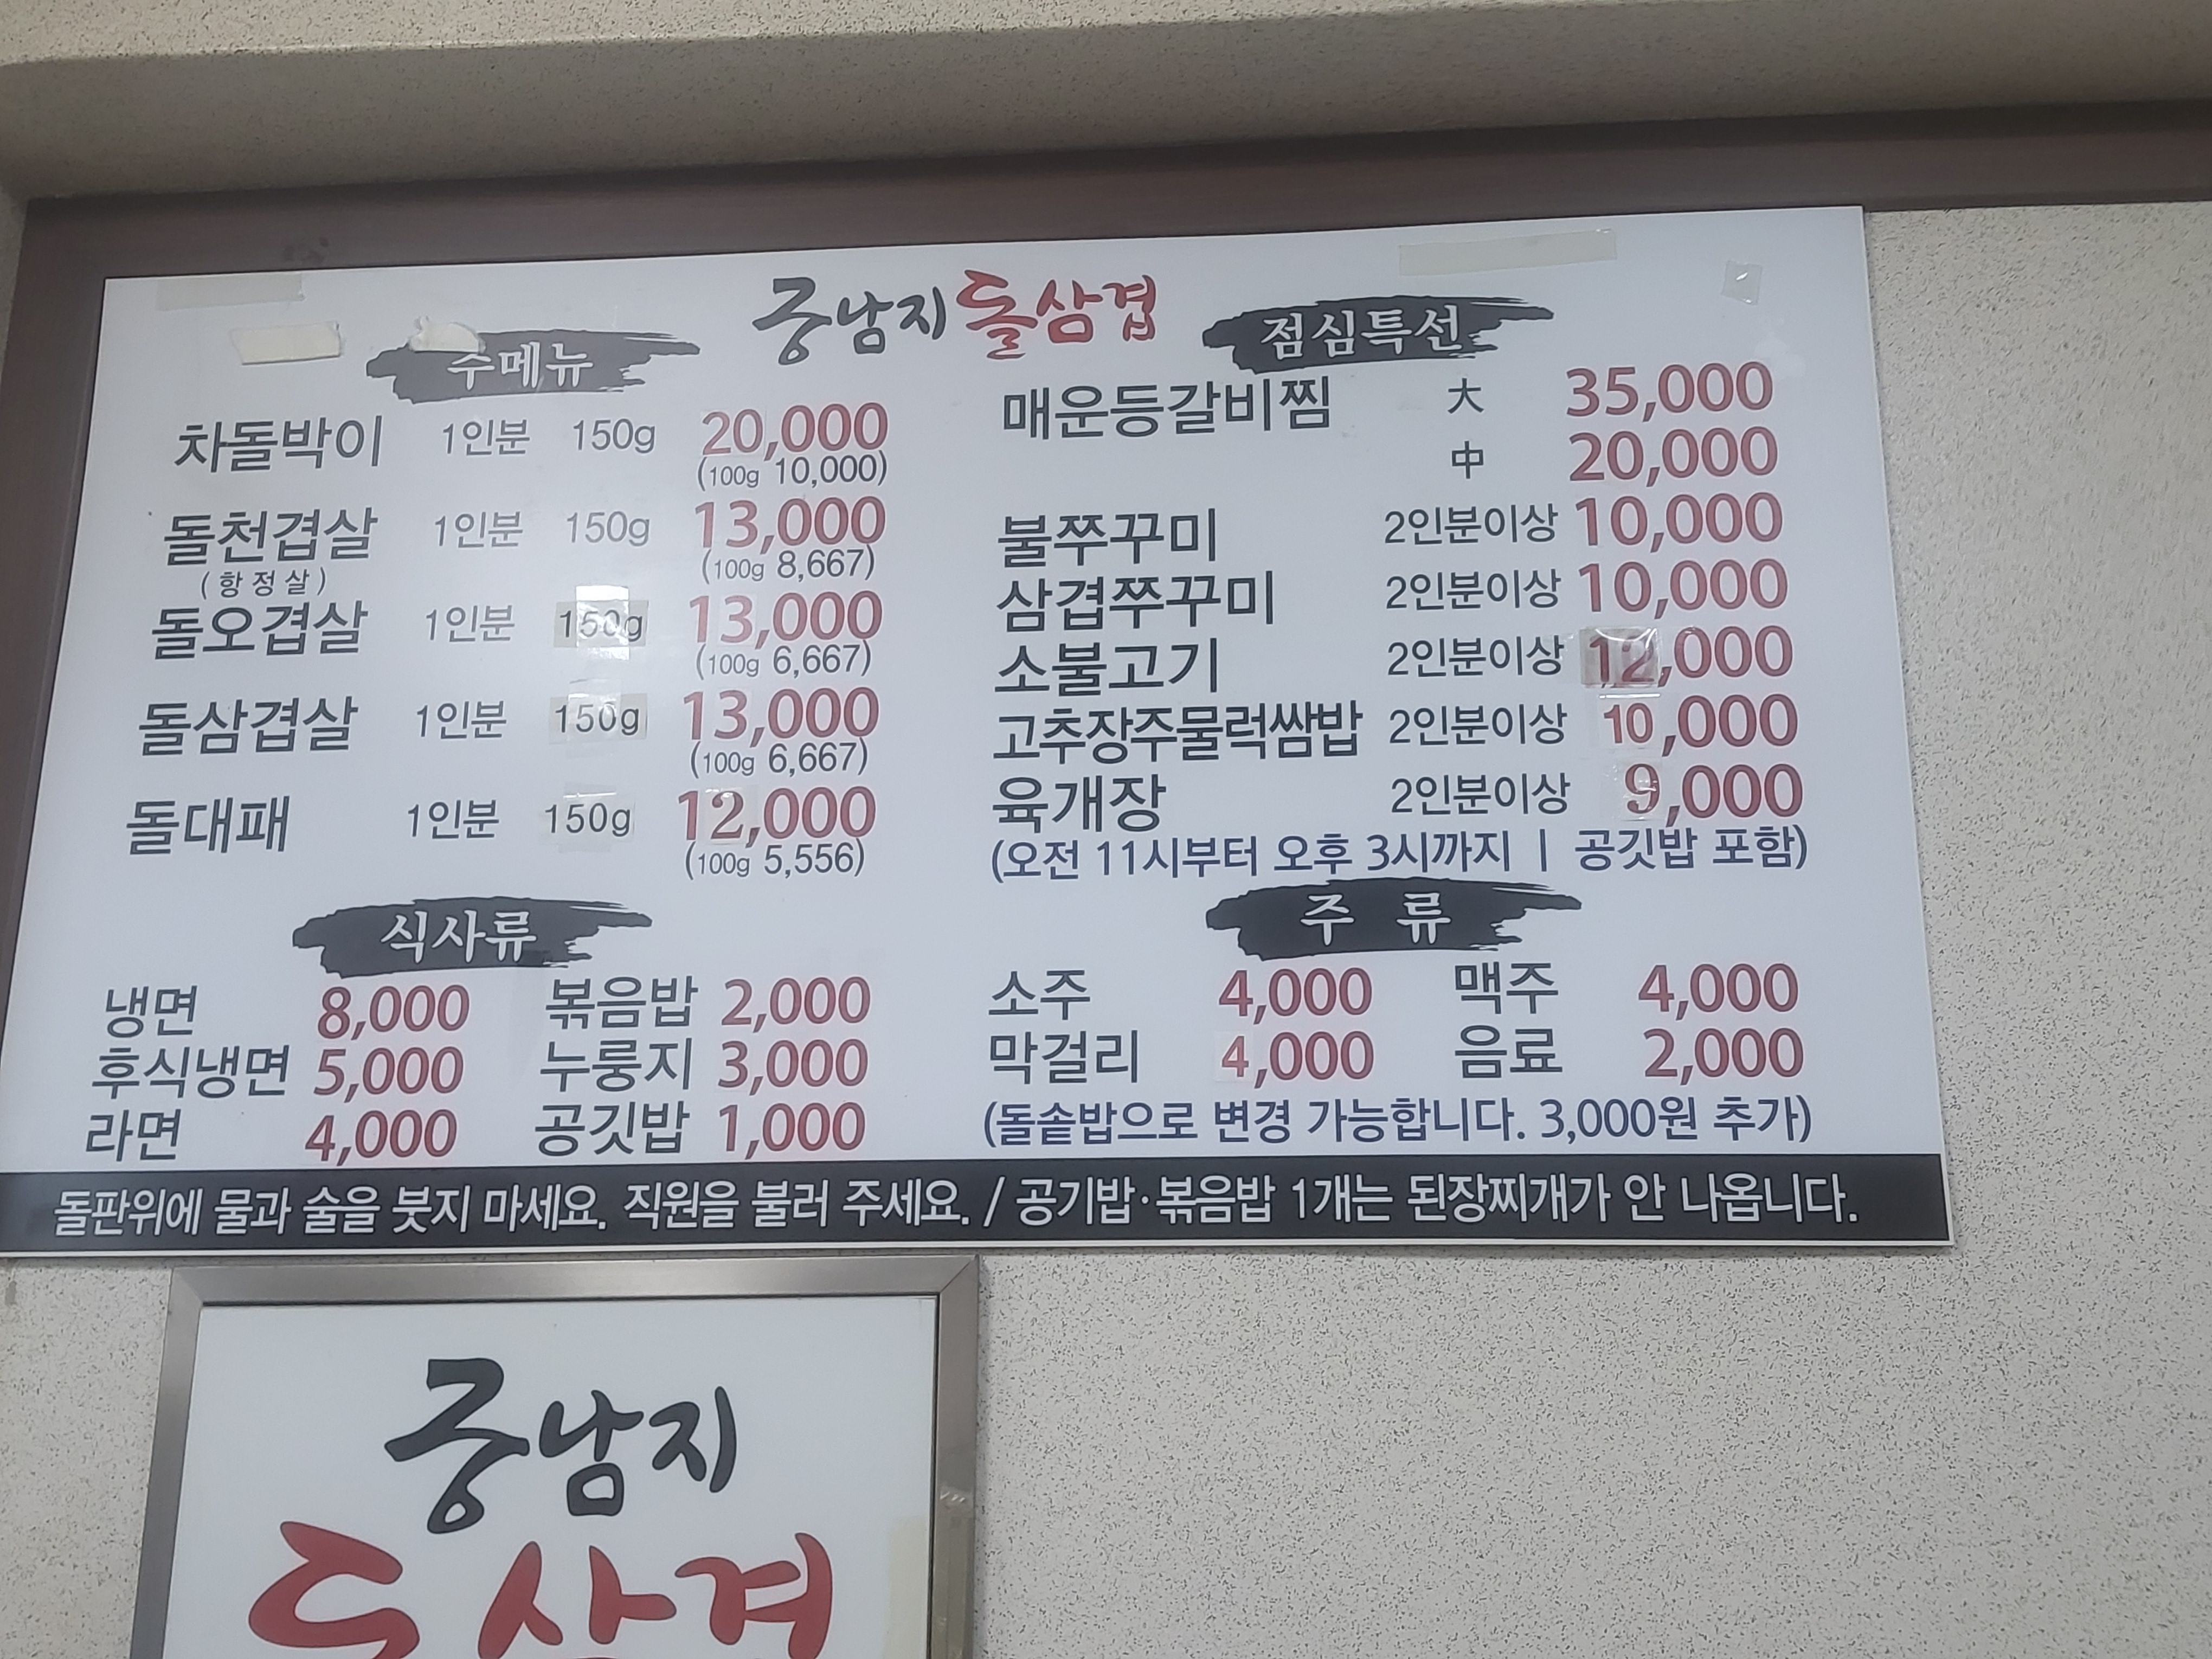 궁남지돌삼겹
주메뉴
차돌박이 1인분 150g 20,000
(100g 10,000)
돌천겹살 1인분 150g 13,000
(항정살) (100g 8,667)
돌오겹살 1인분 150g 13,000
(100g 6,667)
돌삼겹살 1인분 150g 13,000
(100g 6,667)
돌대패 1인분 150g 12,000
(100g 5,556)
식사류
냉면 8,000 볶음밥 2,000
후식냉면 5,000 누룽지 3,000
라면 4,000 공깃밥 1,000
점심특선
매운등갈비찜 大 35,000
中 20,000
불쭈꾸미 2인분이상 10,000
삼겹쭈꾸미 2인분이상 10,000
소불고기 2인분이상 12,000
고추장주물럭쌈밥 2인분이상 10,000
육개장 2인분이상 9,000
(오전 11시부터 오후 3시까지 | 공깃밥 포함)
주 류
소주 4,000 맥주 4,000
막걸리 4,000 음료 2,000
(돌솥밥으로 변경 가능합니다. 3,000원 추가)
돌판위에 물과 술을 붓지 마세요. 직원을 불러 주세요. / 공기밥·볶음밥 1개는 된장찌개가 안 나옵니다.
궁남지
돌삼겹